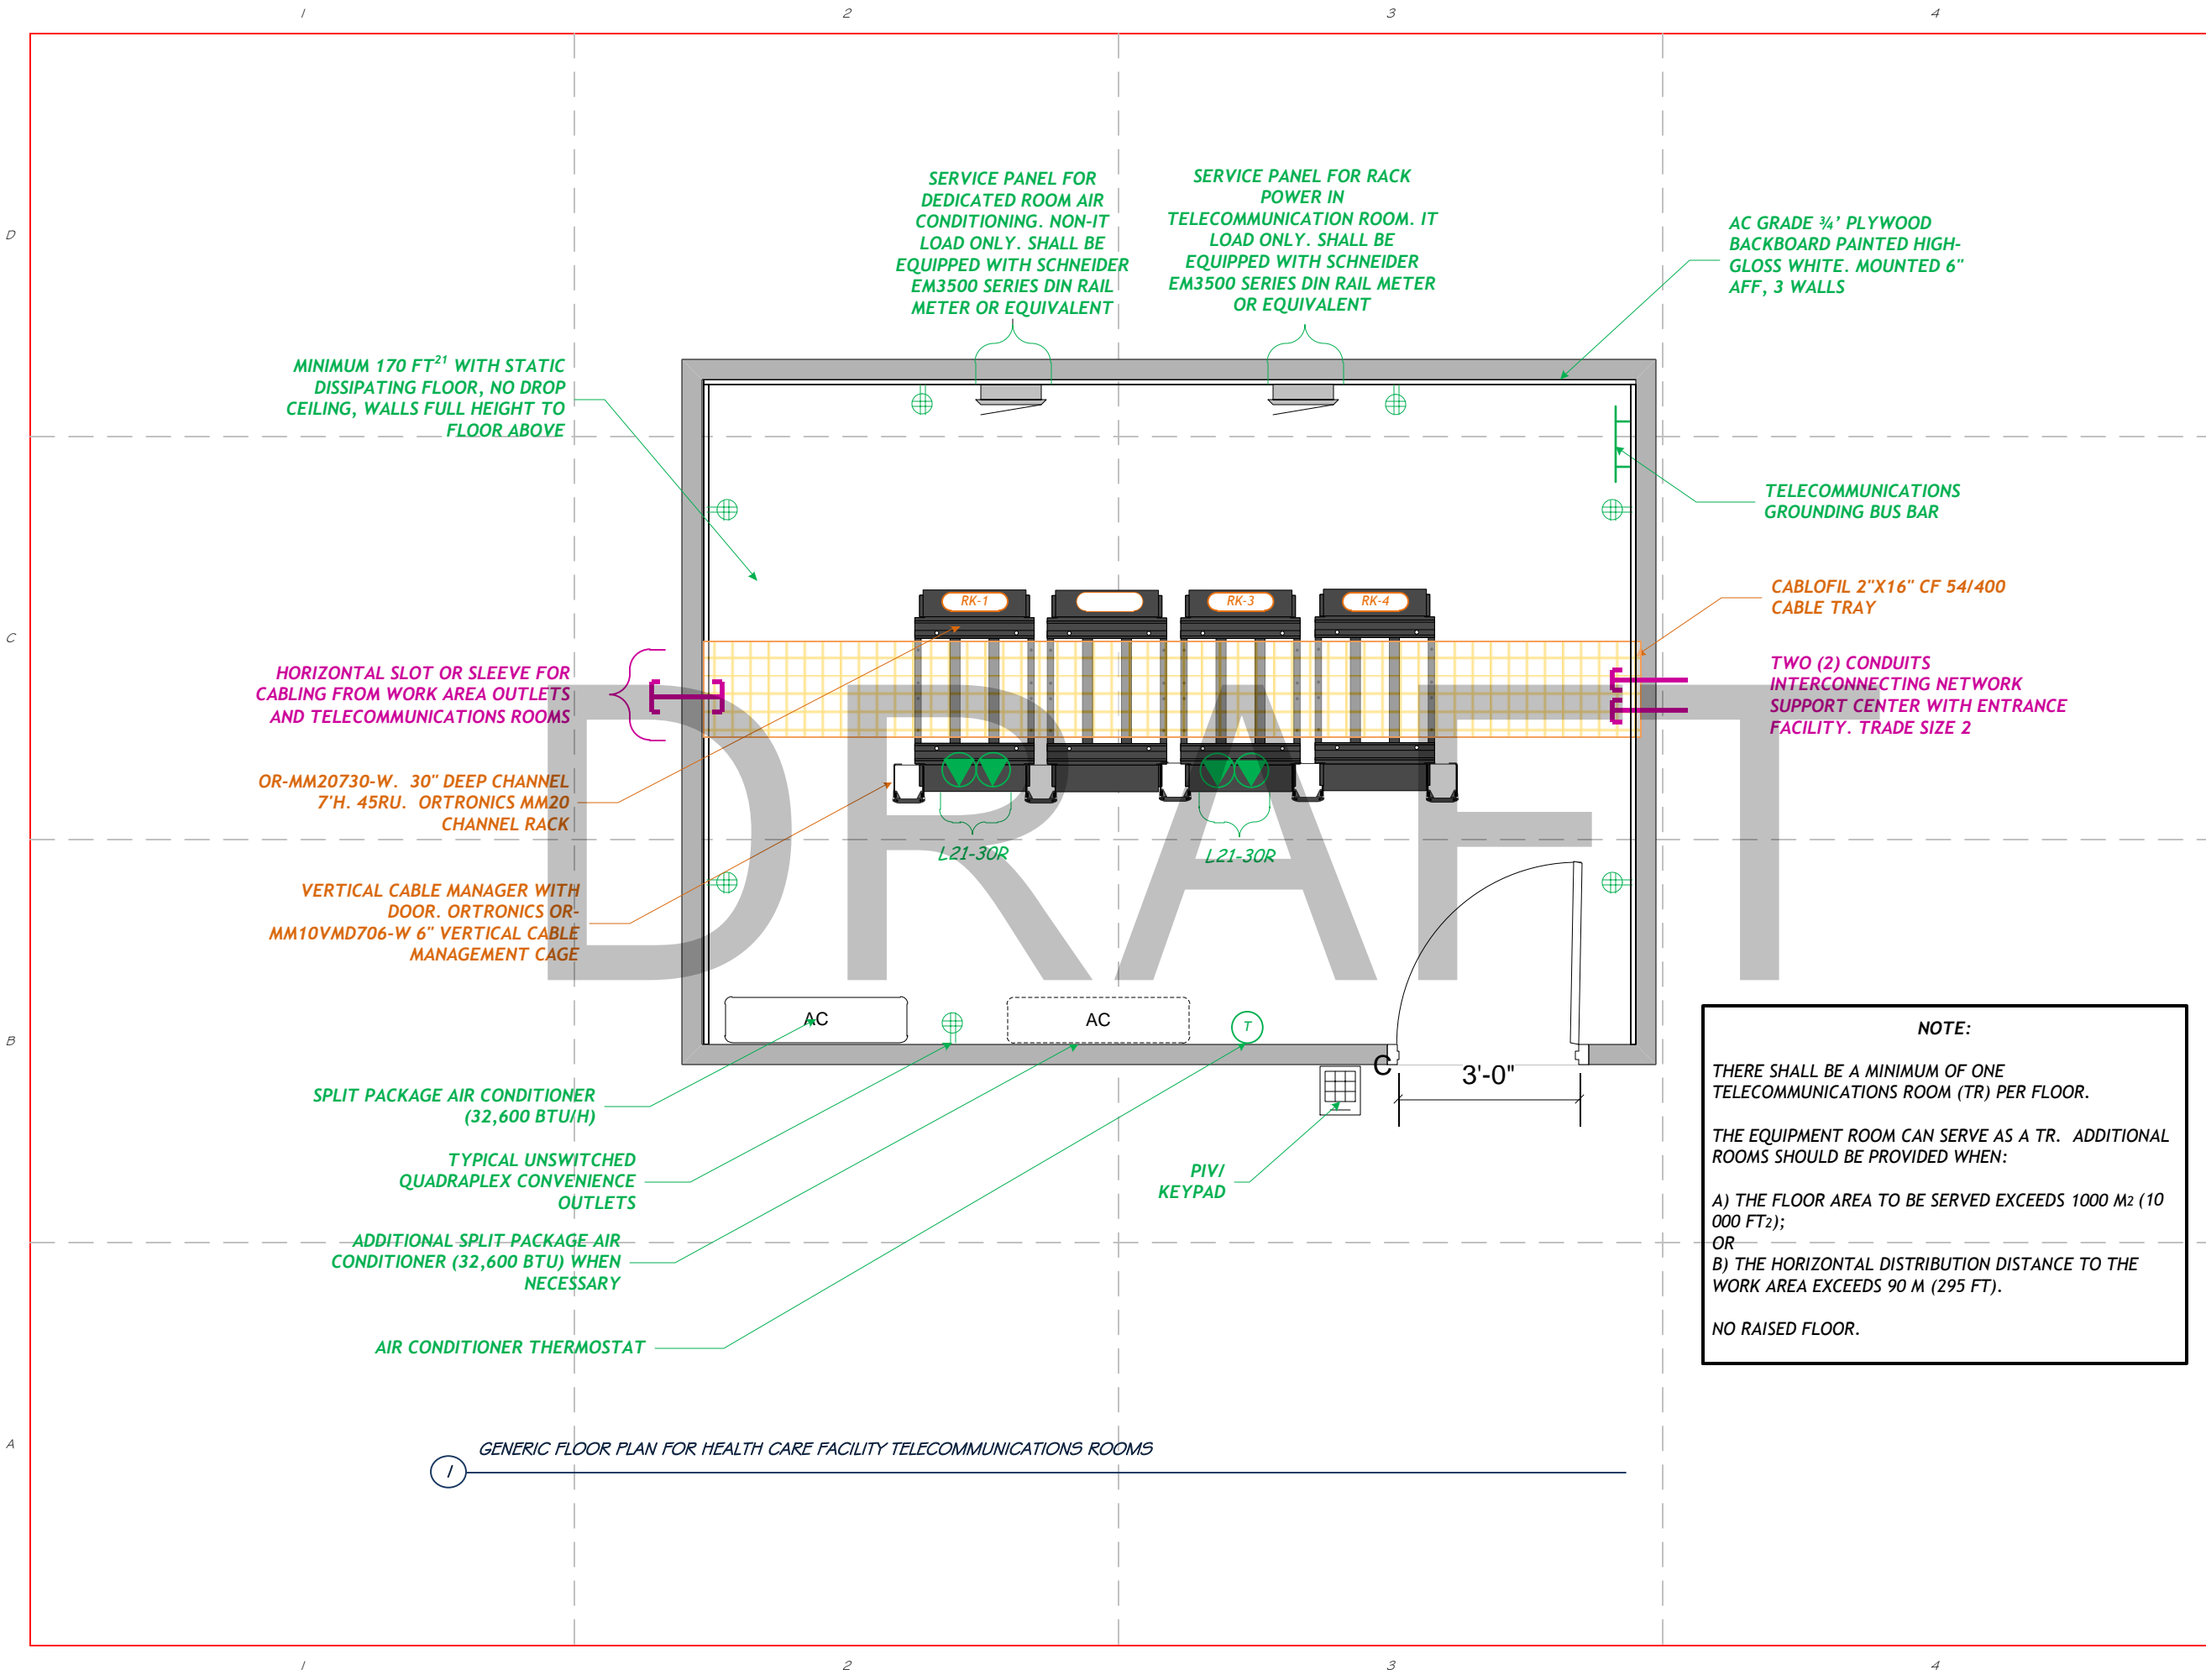 1
2
3
4
D
C
B
A
SERVICE PANEL FOR
DEDICATED ROOM AIR
CONDITIONING. NON-IT
LOAD ONLY. SHALL BE
EQUIPPED WITH SCHNEIDER
EM3500 SERIES DIN RAIL
METER OR EQUIVALENT
SERVICE PANEL FOR RACK
POWER IN
TELECOMMUNICATION ROOM. IT
LOAD ONLY. SHALL BE
EQUIPPED WITH SCHNEIDER
EM3500 SERIES DIN RAIL METER
OR EQUIVALENT
AC GRADE ¾' PLYWOOD
BACKBOARD PAINTED HIGH-
GLOSS WHITE. MOUNTED 6"
AFF, 3 WALLS
MINIMUM 170 FT²¹ WITH STATIC
DISSIPATING FLOOR, NO DROP
CEILING, WALLS FULL HEIGHT TO
FLOOR ABOVE
TELECOMMUNICATIONS
GROUNDING BUS BAR
RK-1
RK-3
RK-4
CABLOFIL 2"X16" CF 54/400
CABLE TRAY
HORIZONTAL SLOT OR SLEEVE FOR
CABLING FROM WORK AREA OUTLETS
AND TELECOMMUNICATIONS ROOMS
TWO (2) CONDUITS
INTERCONNECTING NETWORK
SUPPORT CENTER WITH ENTRANCE
FACILITY. TRADE SIZE 2
DRAFT
OR-MM20730-W. 30" DEEP CHANNEL
7'H. 45RU. ORTRONICS MM20
CHANNEL RACK
L21-30R
L21-30R
VERTICAL CABLE MANAGER WITH
DOOR. ORTRONICS OR-
MM10VMD706-W 6" VERTICAL CABLE
MANAGEMENT CAGE
AC
AC
T
C
3'-0"
SPLIT PACKAGE AIR CONDITIONER
(32,600 BTU/H)
TYPICAL UNSWITCHED
QUADRAPLEX CONVENIENCE
OUTLETS
PIV/
KEYPAD
ADDITIONAL SPLIT PACKAGE AIR
CONDITIONER (32,600 BTU) WHEN
NECESSARY
AIR CONDITIONER THERMOSTAT
NOTE:
THERE SHALL BE A MINIMUM OF ONE
TELECOMMUNICATIONS ROOM (TR) PER FLOOR.
THE EQUIPMENT ROOM CAN SERVE AS A TR. ADDITIONAL
ROOMS SHOULD BE PROVIDED WHEN:
A) THE FLOOR AREA TO BE SERVED EXCEEDS 1000 M2 (10
000 FT2);
OR
B) THE HORIZONTAL DISTRIBUTION DISTANCE TO THE
WORK AREA EXCEEDS 90 M (295 FT).
NO RAISED FLOOR.
1
GENERIC FLOOR PLAN FOR HEALTH CARE FACILITY TELECOMMUNICATIONS ROOMS
1
2
3
4